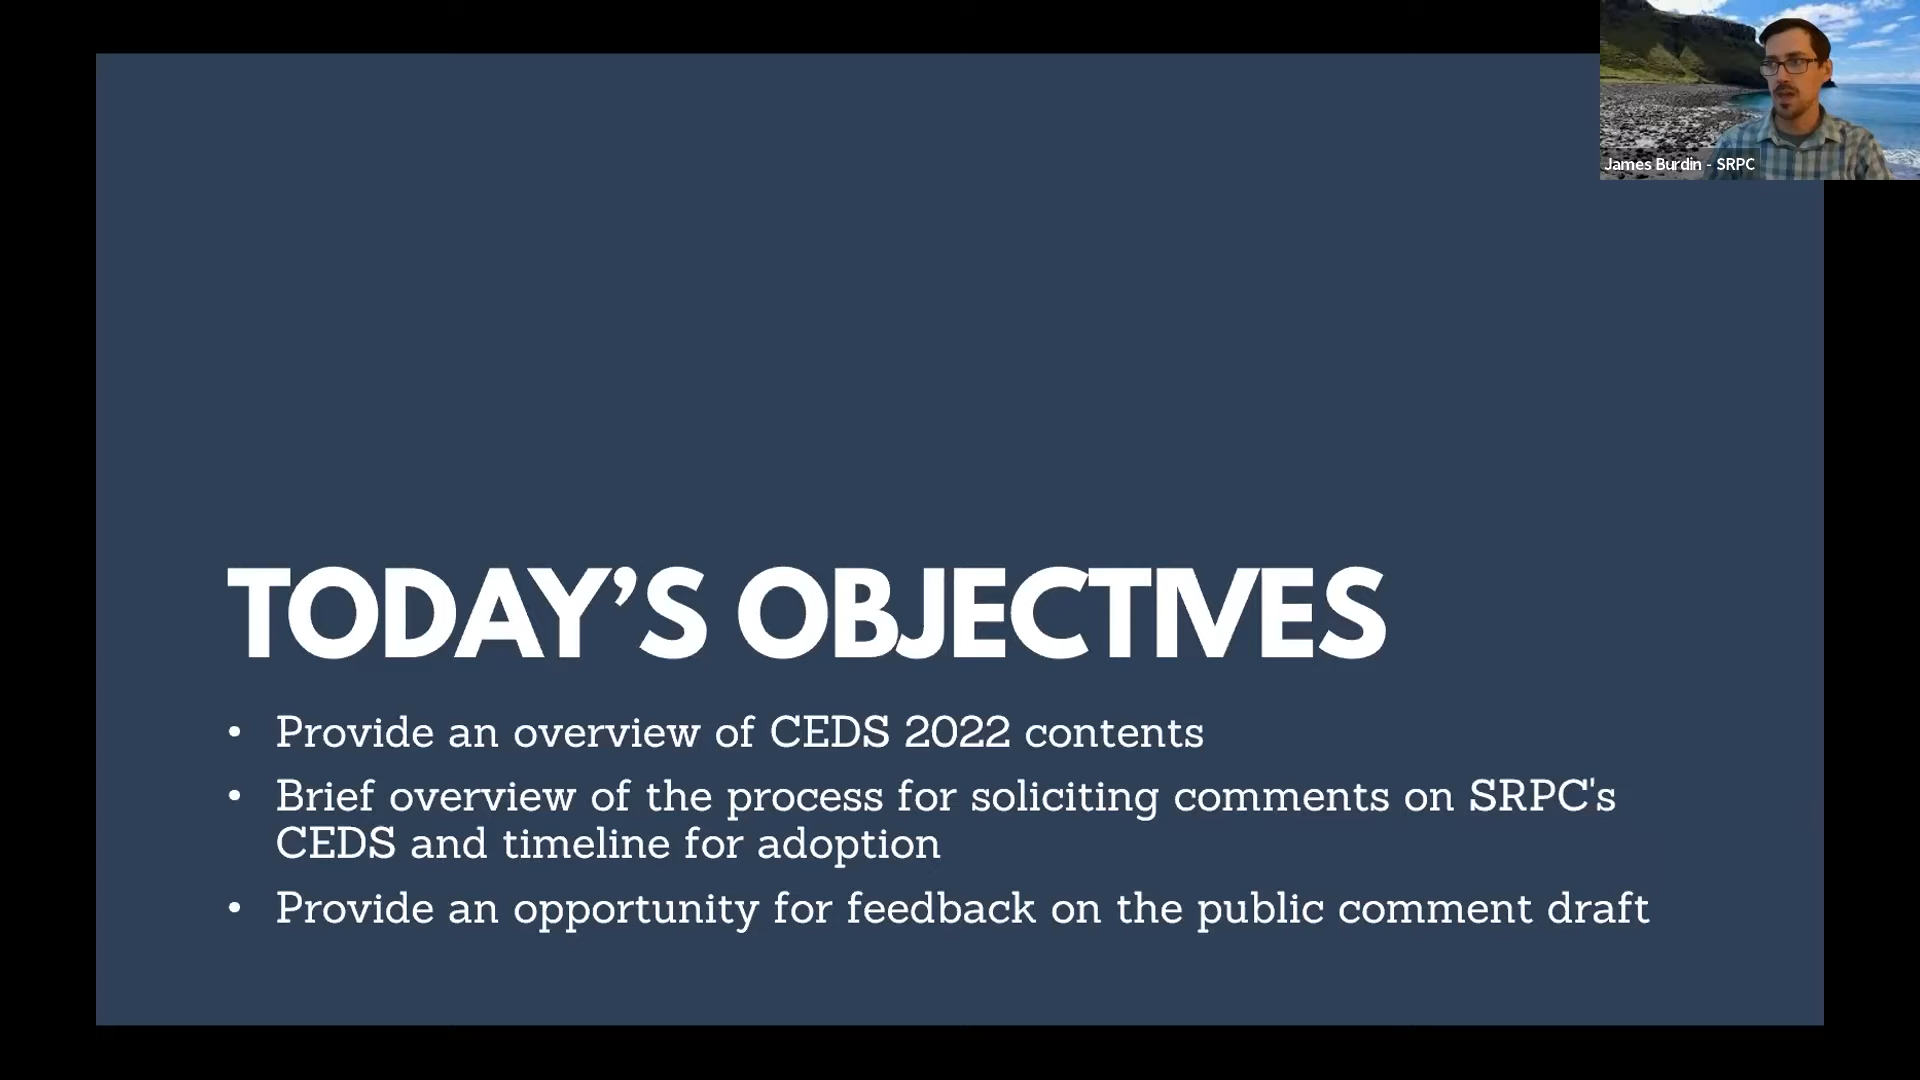 James Burdin - SRPC
TODAY’S OBJECTIVES
• Provide an overview of CEDS 2022 contents
• Brief overview of the process for soliciting comments on SRPC's
CEDS and timeline for adoption
• Provide an opportunity for feedback on the public comment draft